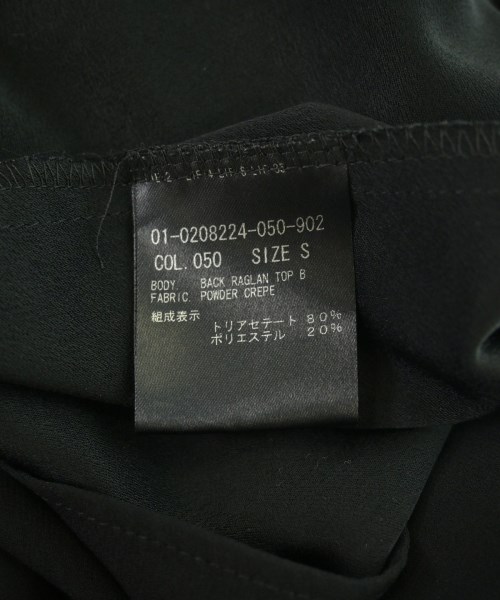 01-0208224-050-902
COL. 050 SIZE S
BODY. BACK RAGLAN TOP B
FABRIC. POWDER CREPE
組成表示
トリアセテート 80%
ポリエステル 20%